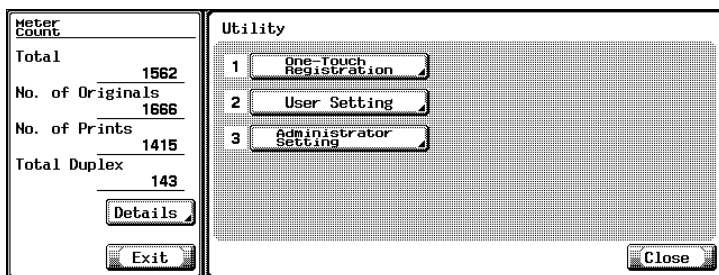 Meter
Count
Total
1562
No. of Originals
1666
No. of Prints
1415
Total Duplex
143
Details
Exit
Utility
1 One-Touch
Registration
2 User Setting
3 Administrator
Setting
Close